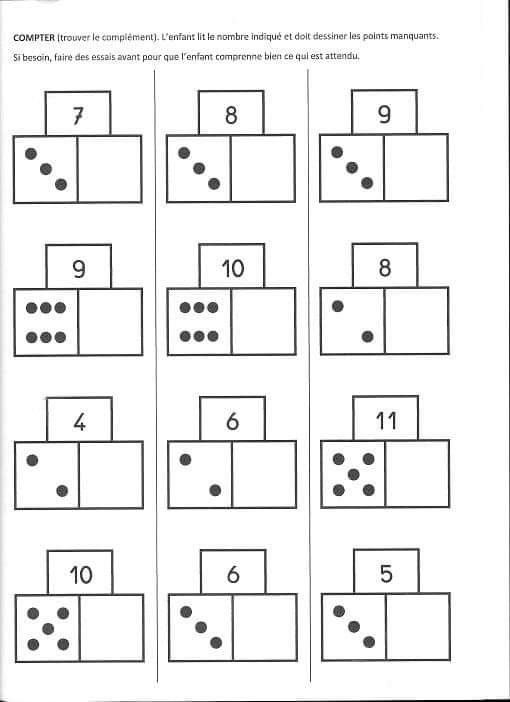 COMPTER (trouver le complément). L'enfant lit le nombre indiqué et doit dessiner les points manquants.
Si besoin, faire des essais avant pour que l'enfant comprenne bien ce qui est attendu.
7 8 9
9 10 8
4 6 11
10 6 5